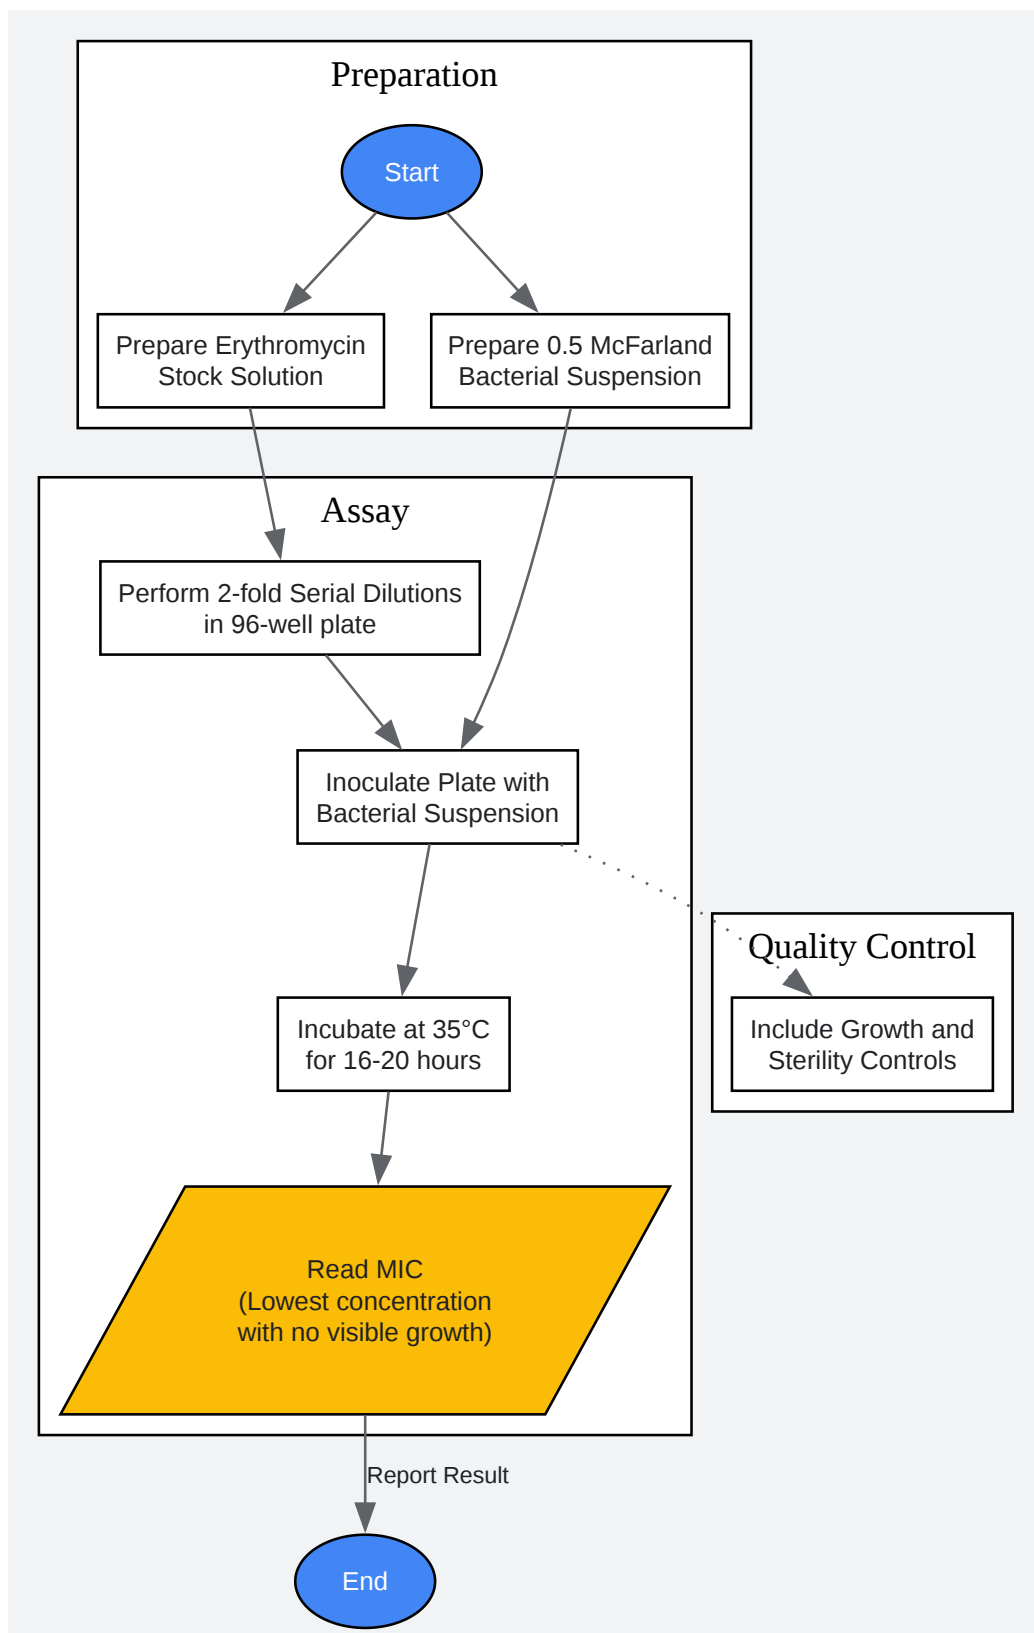 Preparation
Start
Prepare Erythromycin
Stock Solution
Prepare 0.5 McFarland
Bacterial Suspension
Assay
Perform 2-fold Serial Dilutions
in 96-well plate
Inoculate Plate with
Bacterial Suspension
Quality Control
Include Growth and
Sterility Controls
Incubate at 35°C
for 16-20 hours
Read MIC
(Lowest concentration
with no visible growth)
Report Result
End